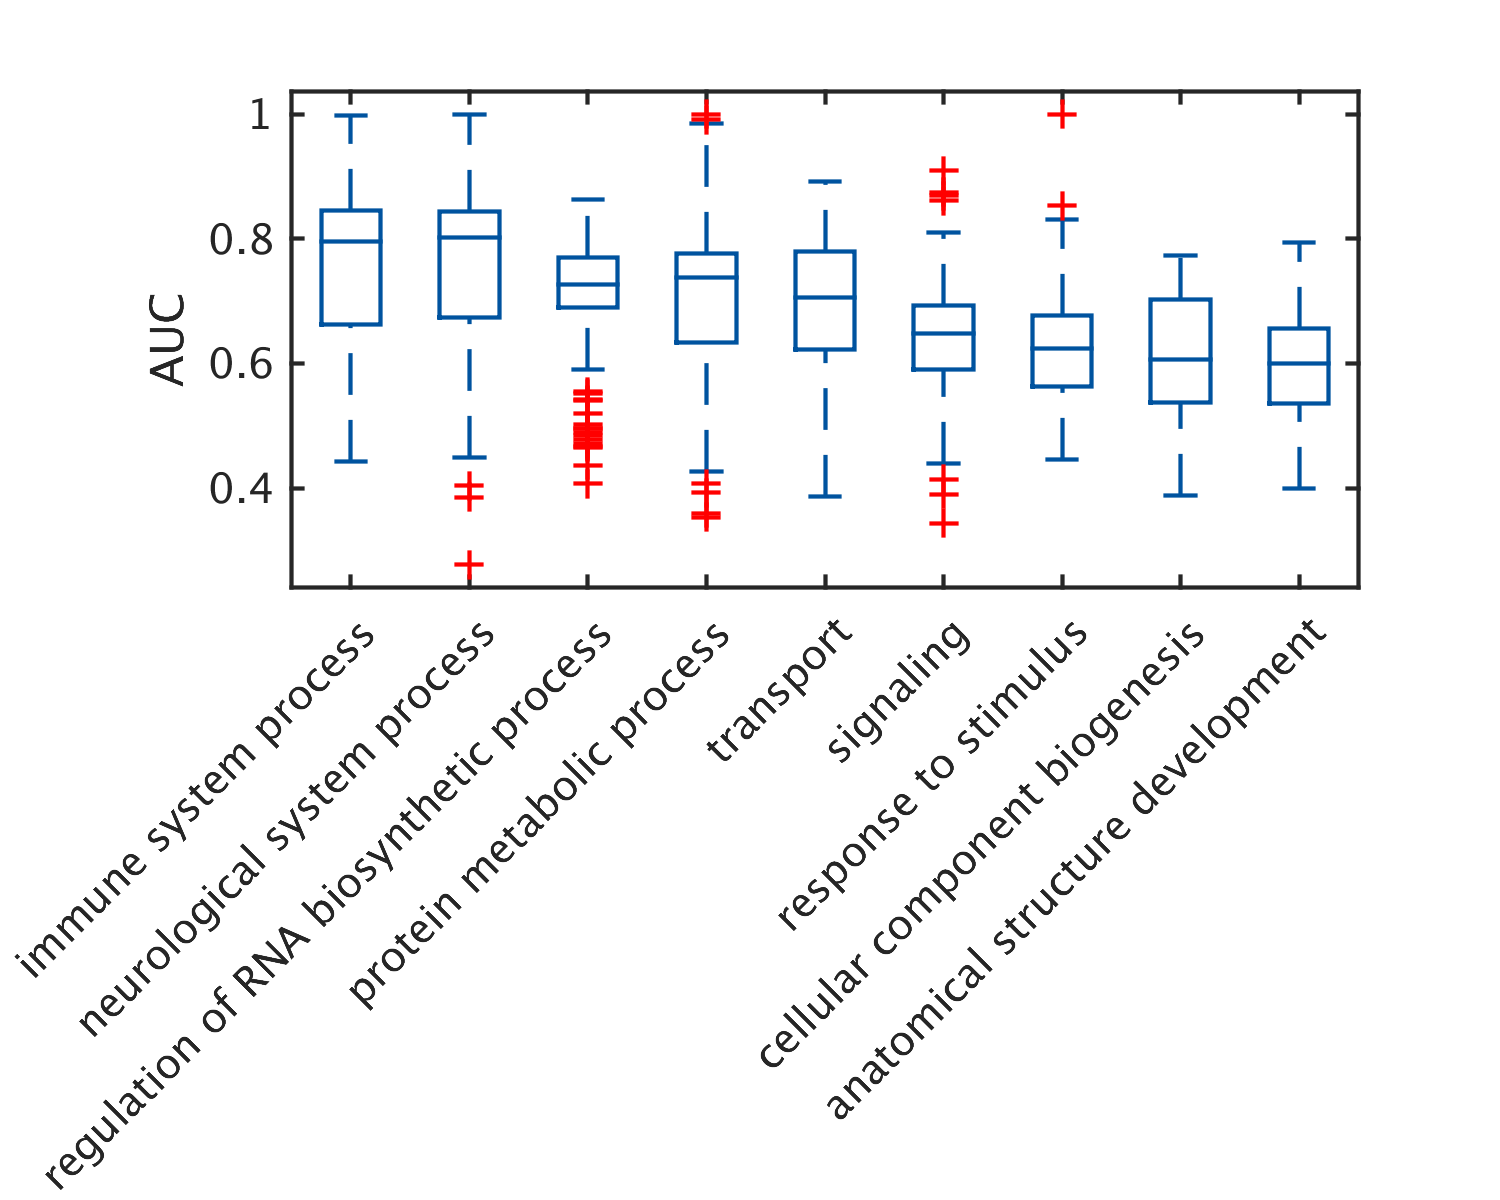 1
0.8
0.6
0.4
AUC
immune system process
neurological system process
regulation of RNA biosynthetic process
protein metabolic process
transport
signaling
response to stimulus
cellular component biogenesis
anatomical structure development